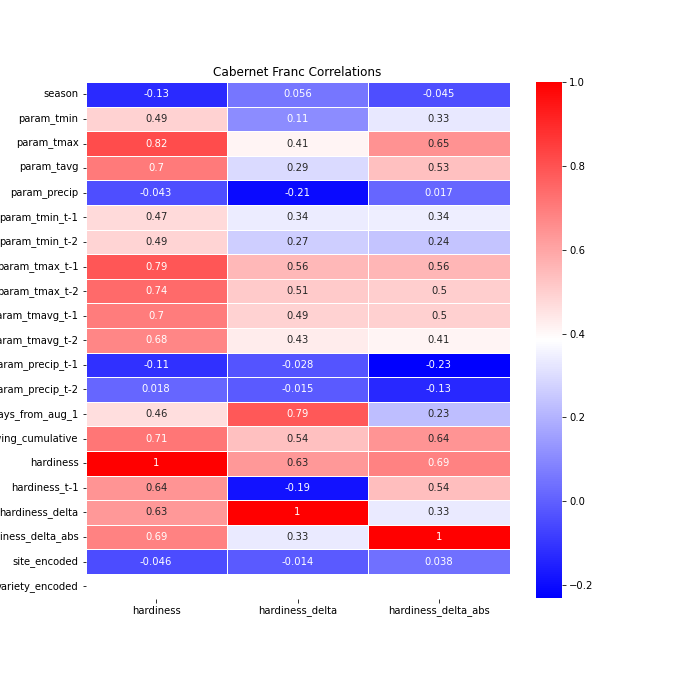 Cabernet Franc Correlations
season -0.13 0.056 -0.045
param_tmin 0.49 0.11 0.33
param_tmax 0.82 0.41 0.65
param_tavg 0.7 0.29 0.53
param_precip -0.043 -0.21 0.017
param_tmin_t-1 0.47 0.34 0.34
param_tmin_t-2 0.49 0.27 0.24
param_tmax_t-1 0.79 0.56 0.56
param_tmax_t-2 0.74 0.51 0.5
aram_tmavg_t-1 0.7 0.49 0.5
aram_tmavg_t-2 0.68 0.43 0.41
aram_precip_t-1 -0.11 -0.028 -0.23
aram_precip_t-2 0.018 -0.015 -0.13
ays_from_aug_1 0.46 0.79 0.23
ing_cumulative 0.71 0.54 0.64
hardiness 1 0.63 0.69
hardiness_t-1 0.64 -0.19 0.54
hardiness_delta 0.63 1 0.33
iness_delta_abs 0.69 0.33 1
site_encoded -0.046 -0.014 0.038
variety_encoded
hardiness hardiness_delta hardiness_delta_abs
1.0
0.8
0.6
0.4
0.2
0.0
−0.2